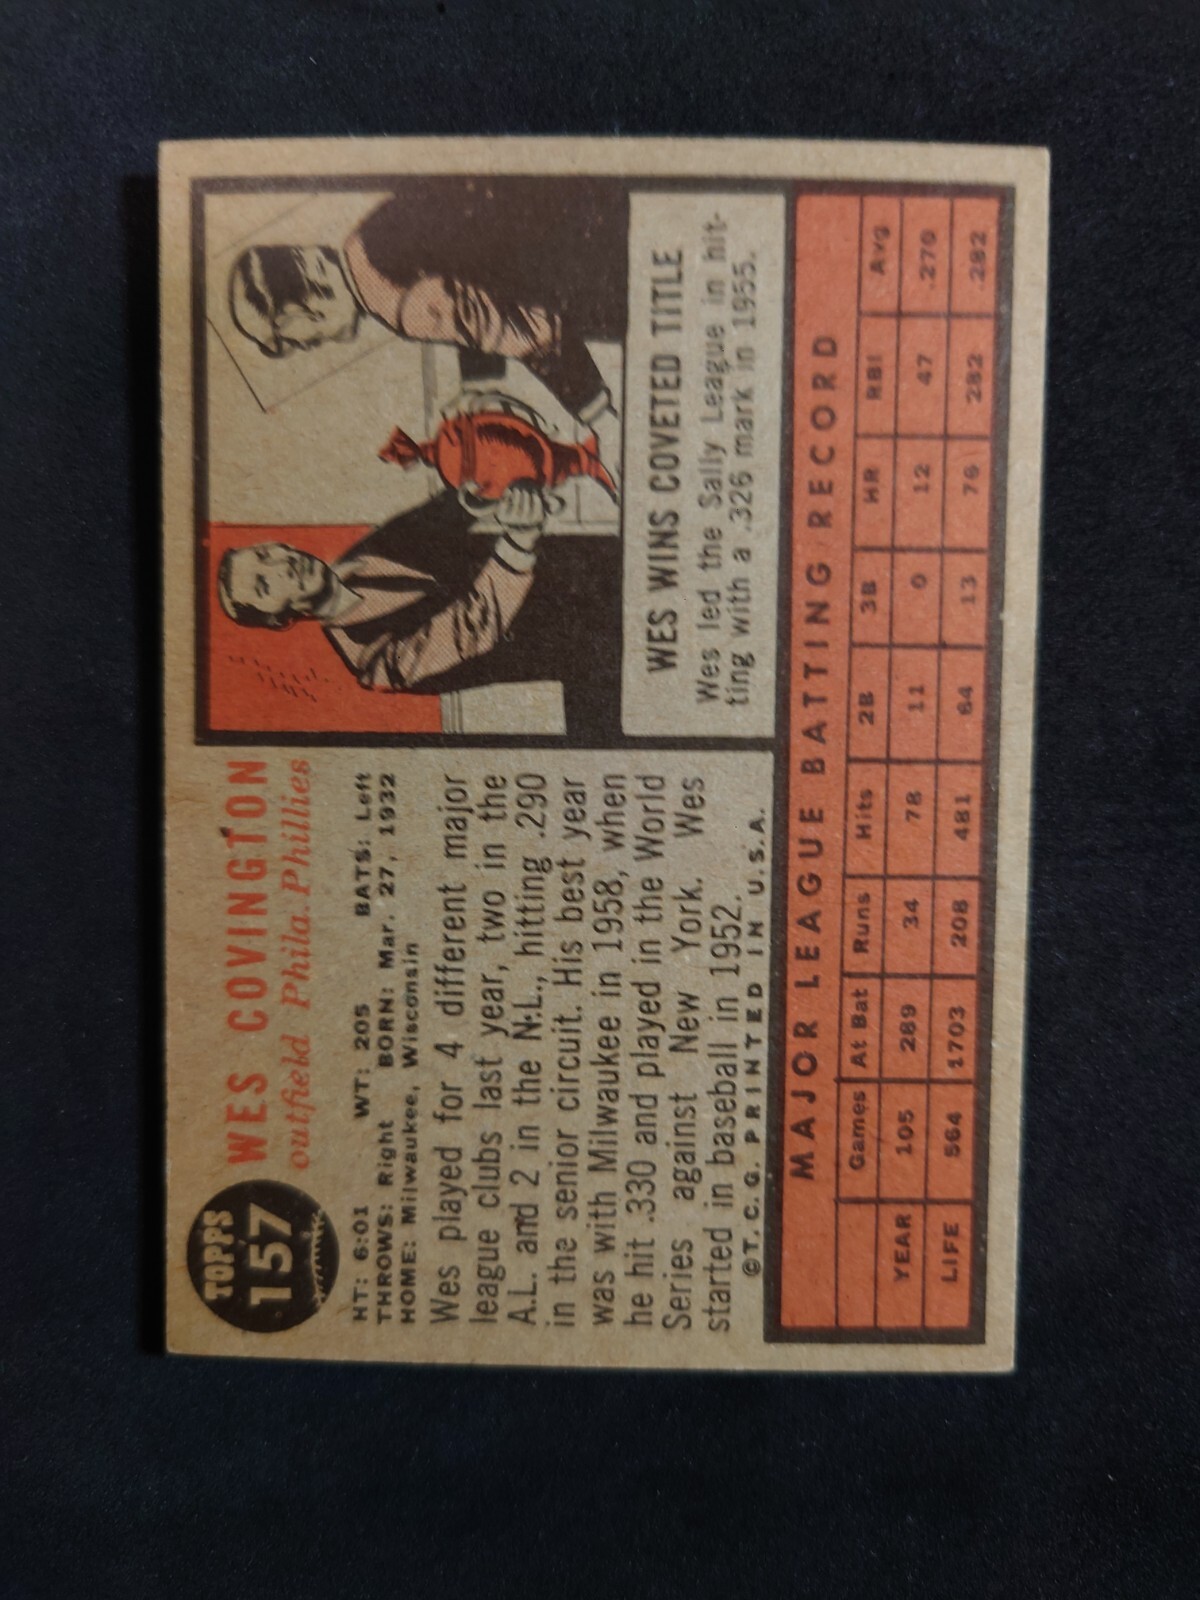 TOPPS
157
WES COVINGTON
outfield Phila. Phillies
HT: 6:01 WT: 205 BATS: Left
THROWS: Right BORN: Mar. 27, 1932
HOME: Milwaukee, Wisconsin
Wes played for 4 different major
league clubs last year, two in the
A.L. and 2 in the N.L., hitting .290
in the senior circuit. His best year
was with Milwaukee in 1958, when
he hit .330 and played in the World
Series against New York. Wes
started in baseball in 1952.
©T.C.G. PRINTED IN U.S.A.
WES WINS COVETED TITLE
Wes led the Sally League in hit-
ting with a .326 mark in 1955.
MAJOR LEAGUE BATTING RECORD
Games At Bat Runs Hits 2B 3B HR RBI Avg
YEAR 105 289 34 78 11 0 12 47 .270
LIFE 564 1703 208 481 64 13 76 282 .282